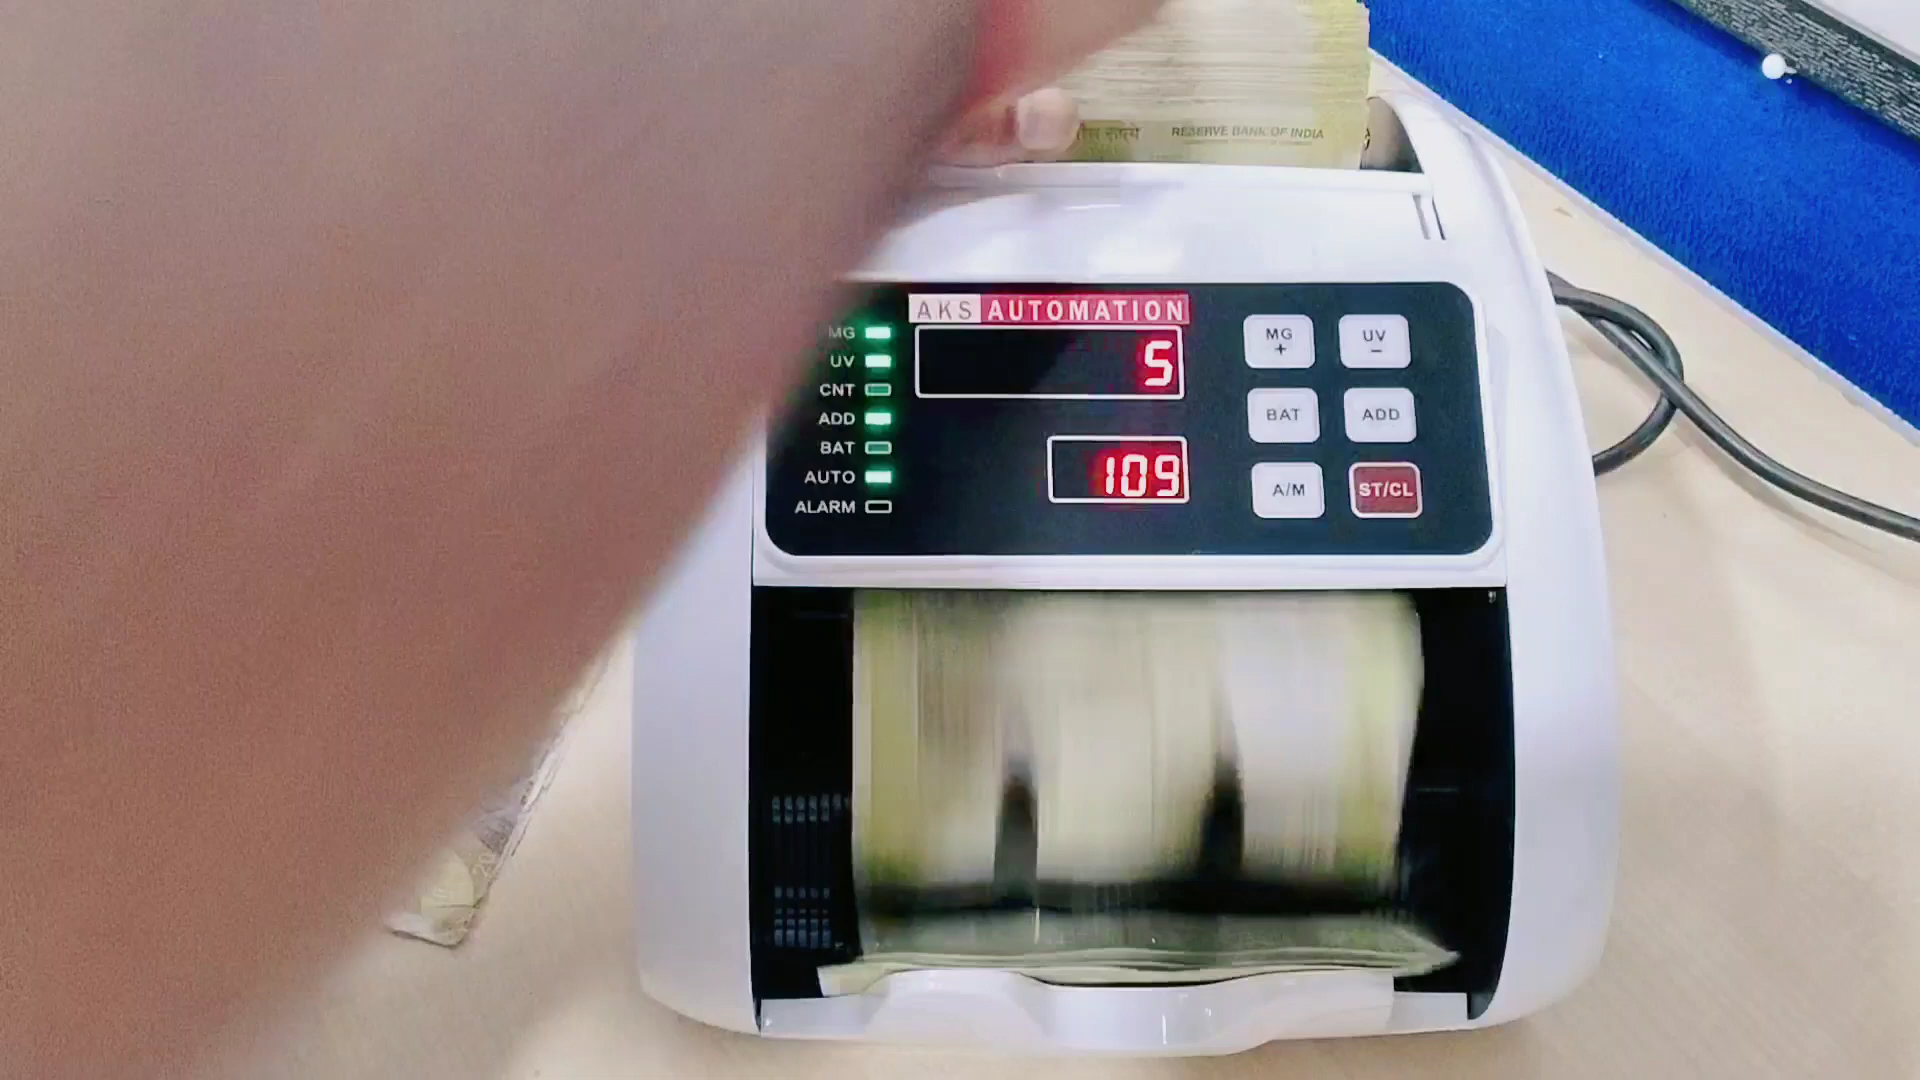 RESERVE BANK OF INDIA
AKS AUTOMATION
MG
UV
CNT
ADD
BAT
AUTO
ALARM
5
109
MG
+
UV
−
BAT
ADD
A/M
ST/CL